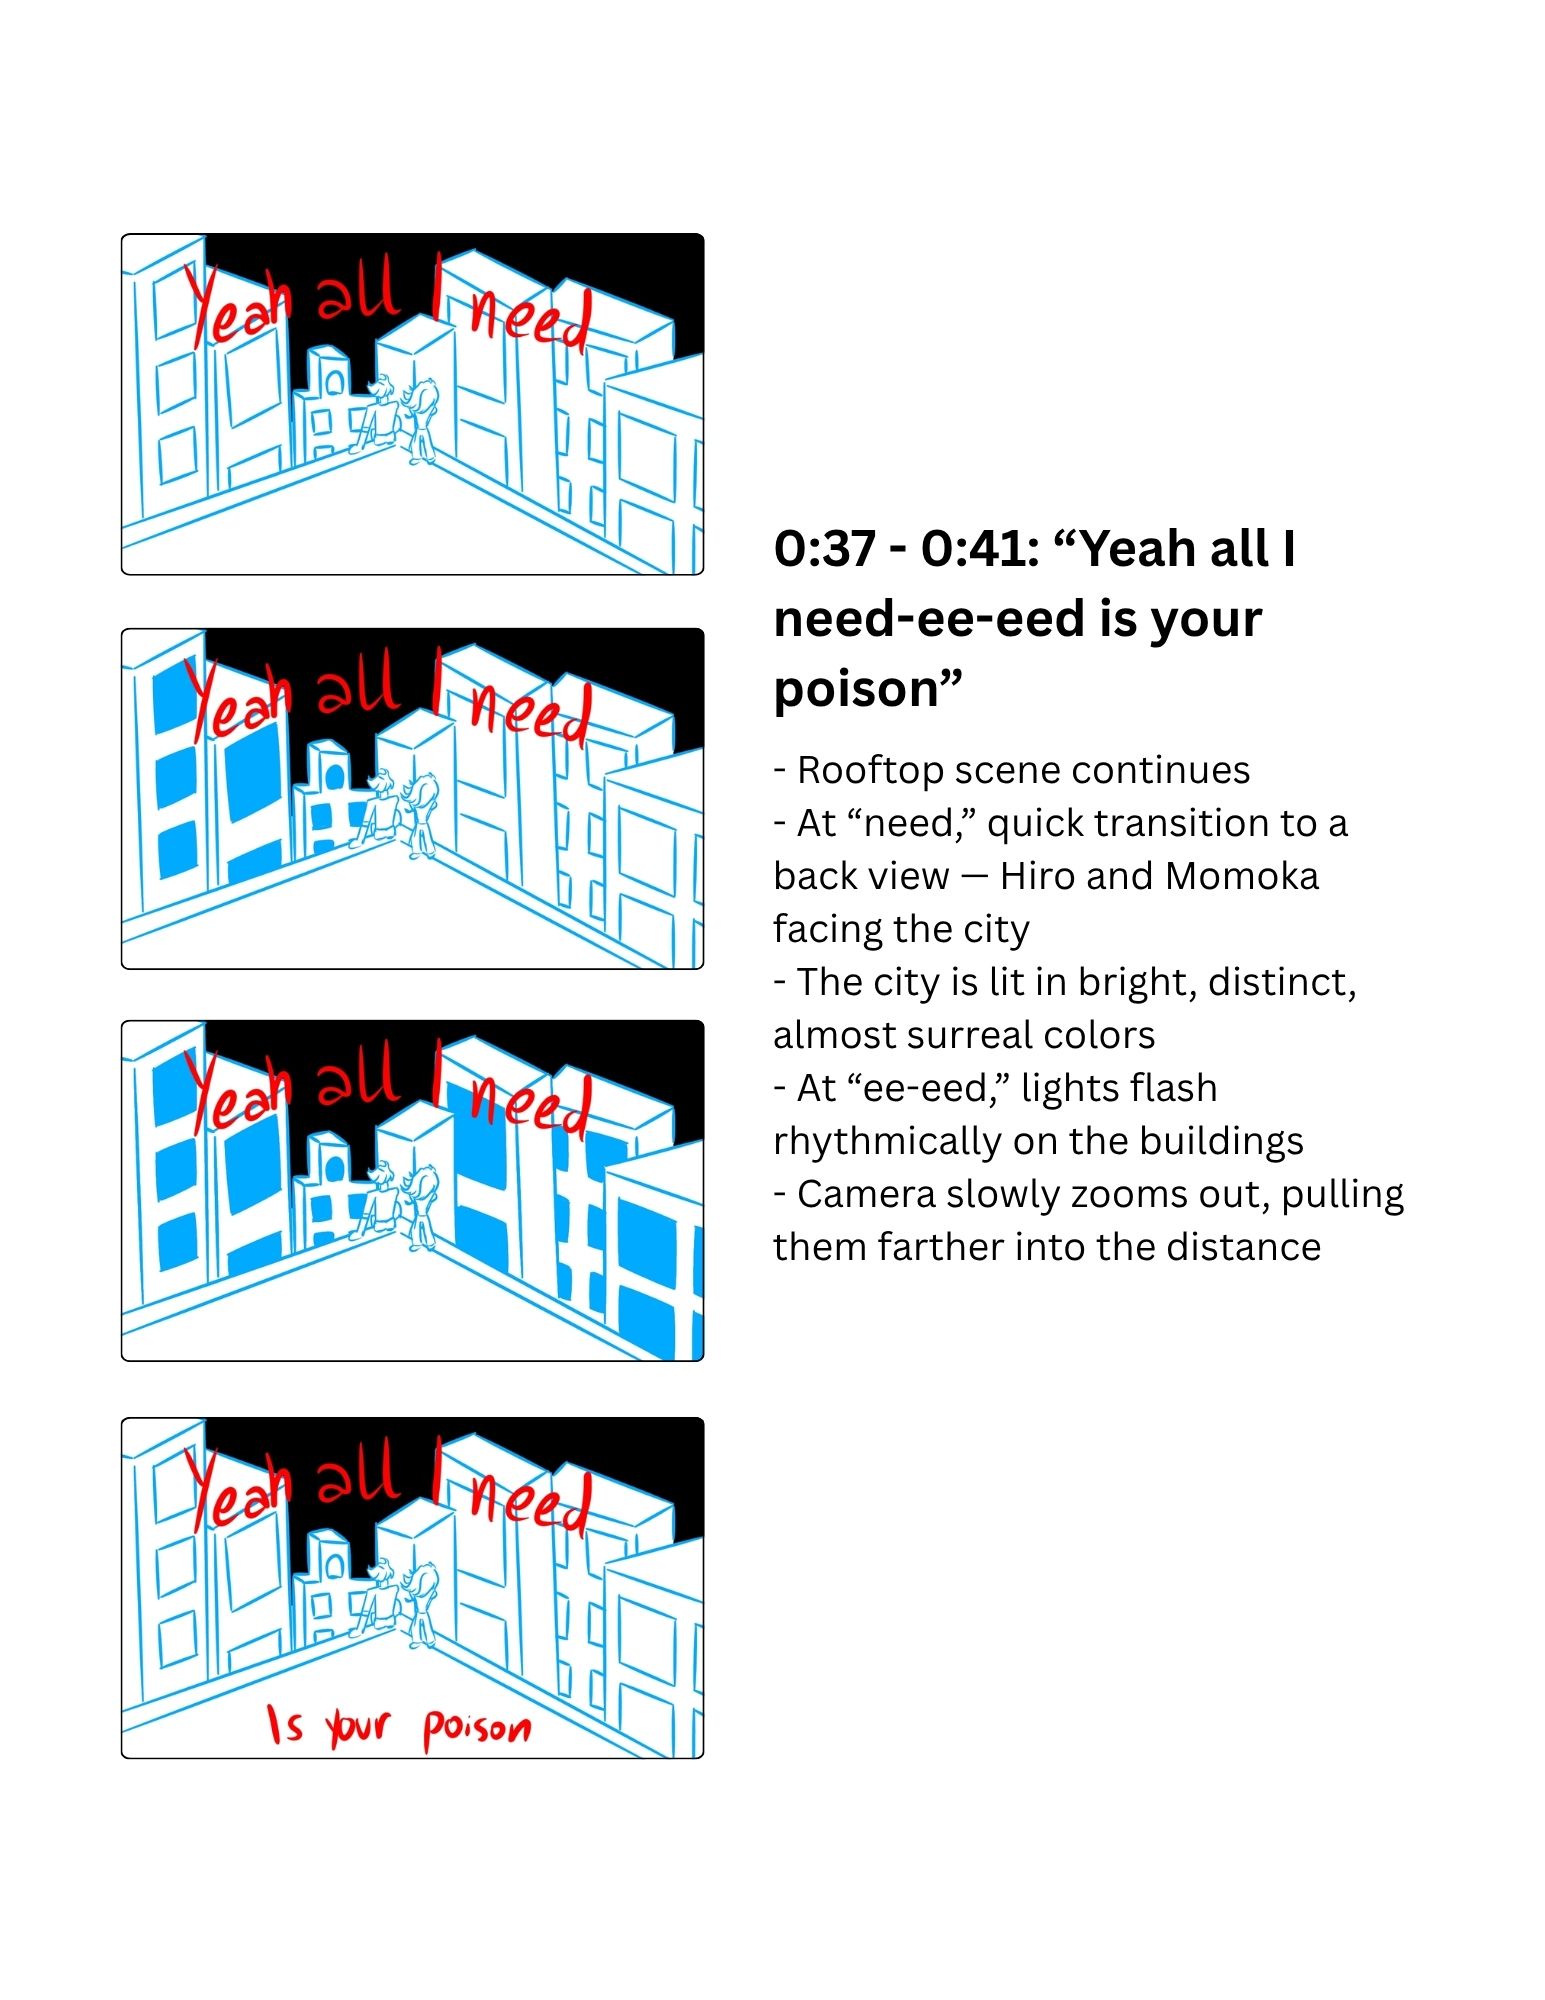 Yeah all I need
Yeah all I need
Yeah all I need
Yeah all I need
Is your poison
0:37 - 0:41: “Yeah all I
need-ee-eed is your
poison”
- Rooftop scene continues
- At “need,” quick transition to a
back view — Hiro and Momoka
facing the city
- The city is lit in bright, distinct,
almost surreal colors
- At “ee-eed,” lights flash
rhythmically on the buildings
- Camera slowly zooms out, pulling
them farther into the distance